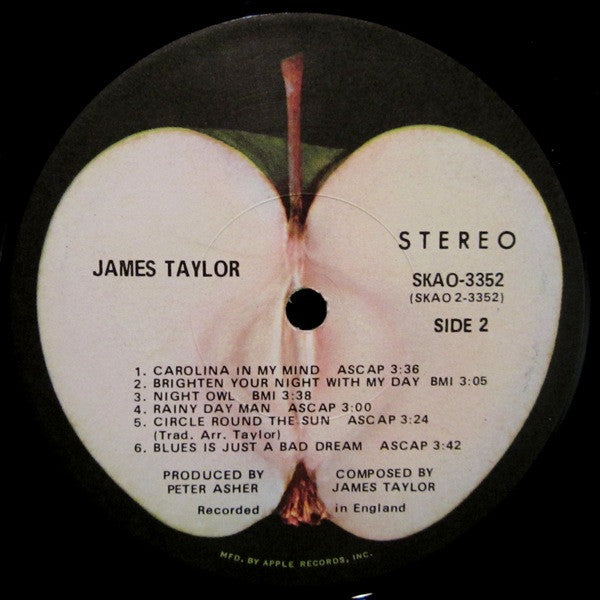 JAMES TAYLOR
STEREO
SKAO-3352
(SKAO 2-3352)
SIDE 2
1. CAROLINA IN MY MIND ASCAP 3:36
2. BRIGHTEN YOUR NIGHT WITH MY DAY BMI 3:05
3. NIGHT OWL BMI 3:38
4. RAINY DAY MAN ASCAP 3:00
5. CIRCLE ROUND THE SUN ASCAP 3:24
(Trad. Arr. Taylor)
6. BLUES IS JUST A BAD DREAM ASCAP 3:42
PRODUCED BY
PETER ASHER
COMPOSED BY
JAMES TAYLOR
Recorded in England
MFD. BY APPLE RECORDS, INC.